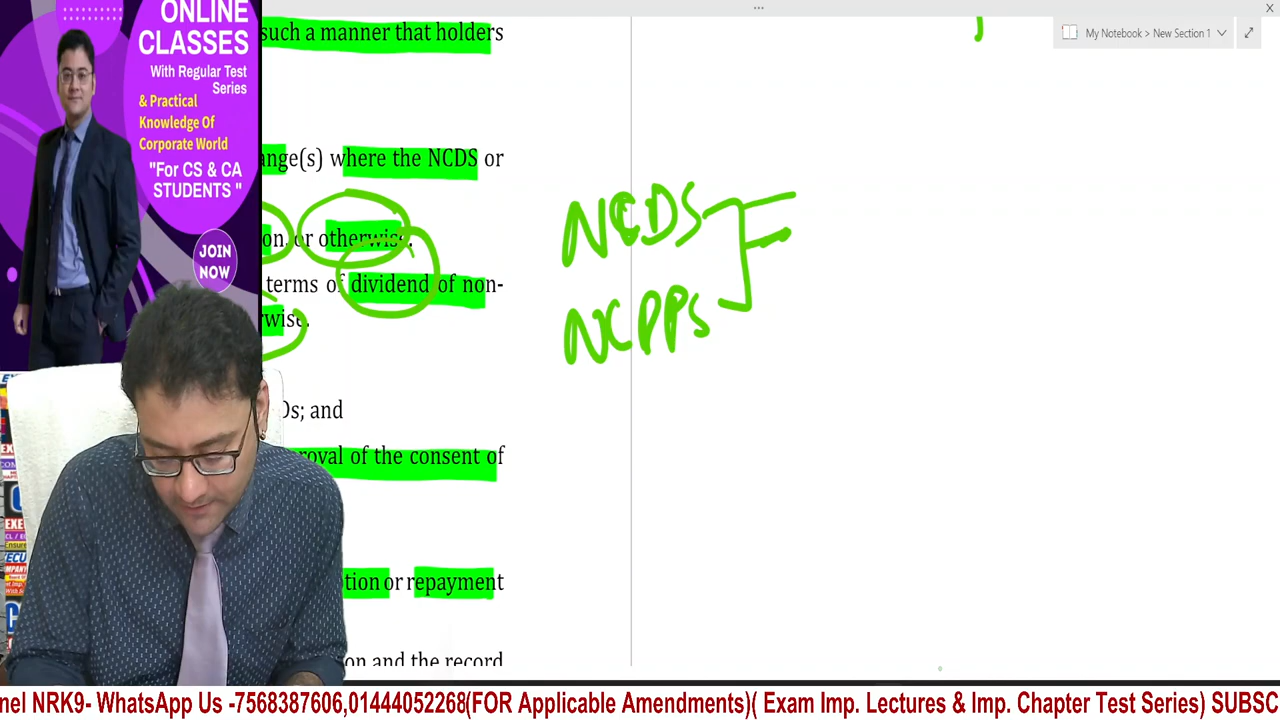 ONLINE
CLASSES
With Regular Test
Series
& Practical
Knowledge Of
Corporate World
"For CS & CA
STUDENTS "
JOIN
NOW
such a manner that holders
ange(s) where the NCDS or
on, or otherwise.
terms of dividend of non-
rwise.
Ds; and
roval of the consent of
tion or repayment
on and the record
NCDS
NCPPS
My Notebook > New Section 1
nel NRK9- WhatsApp Us -7568387606,01444052268(FOR Applicable Amendments)( Exam Imp. Lectures & Imp. Chapter Test Series) SUBSC